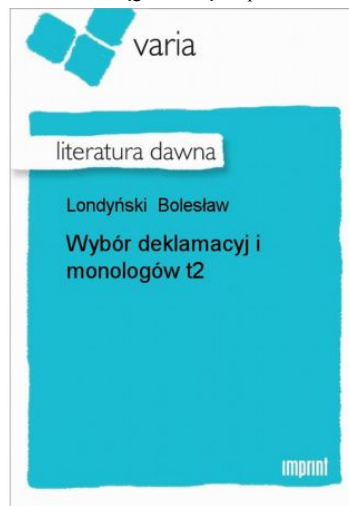 varia
literatura dawna
Londyński Bolesław
Wybór deklamacyj i
monologów t2
imprint